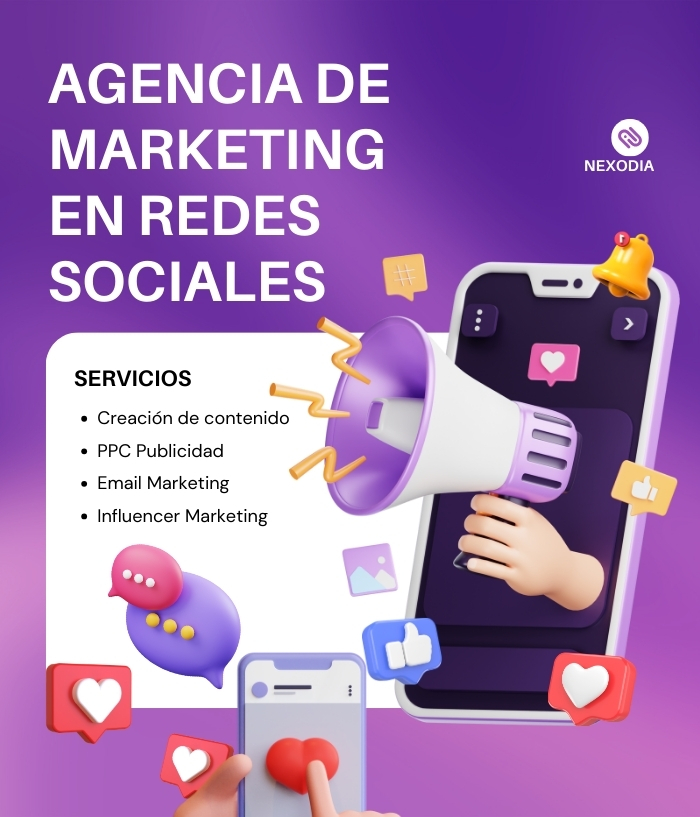 AGENCIA DE
MARKETING
EN REDES
SOCIALES
NEXODIA
SERVICIOS
• Creación de contenido
• PPC Publicidad
• Email Marketing
• Influencer Marketing